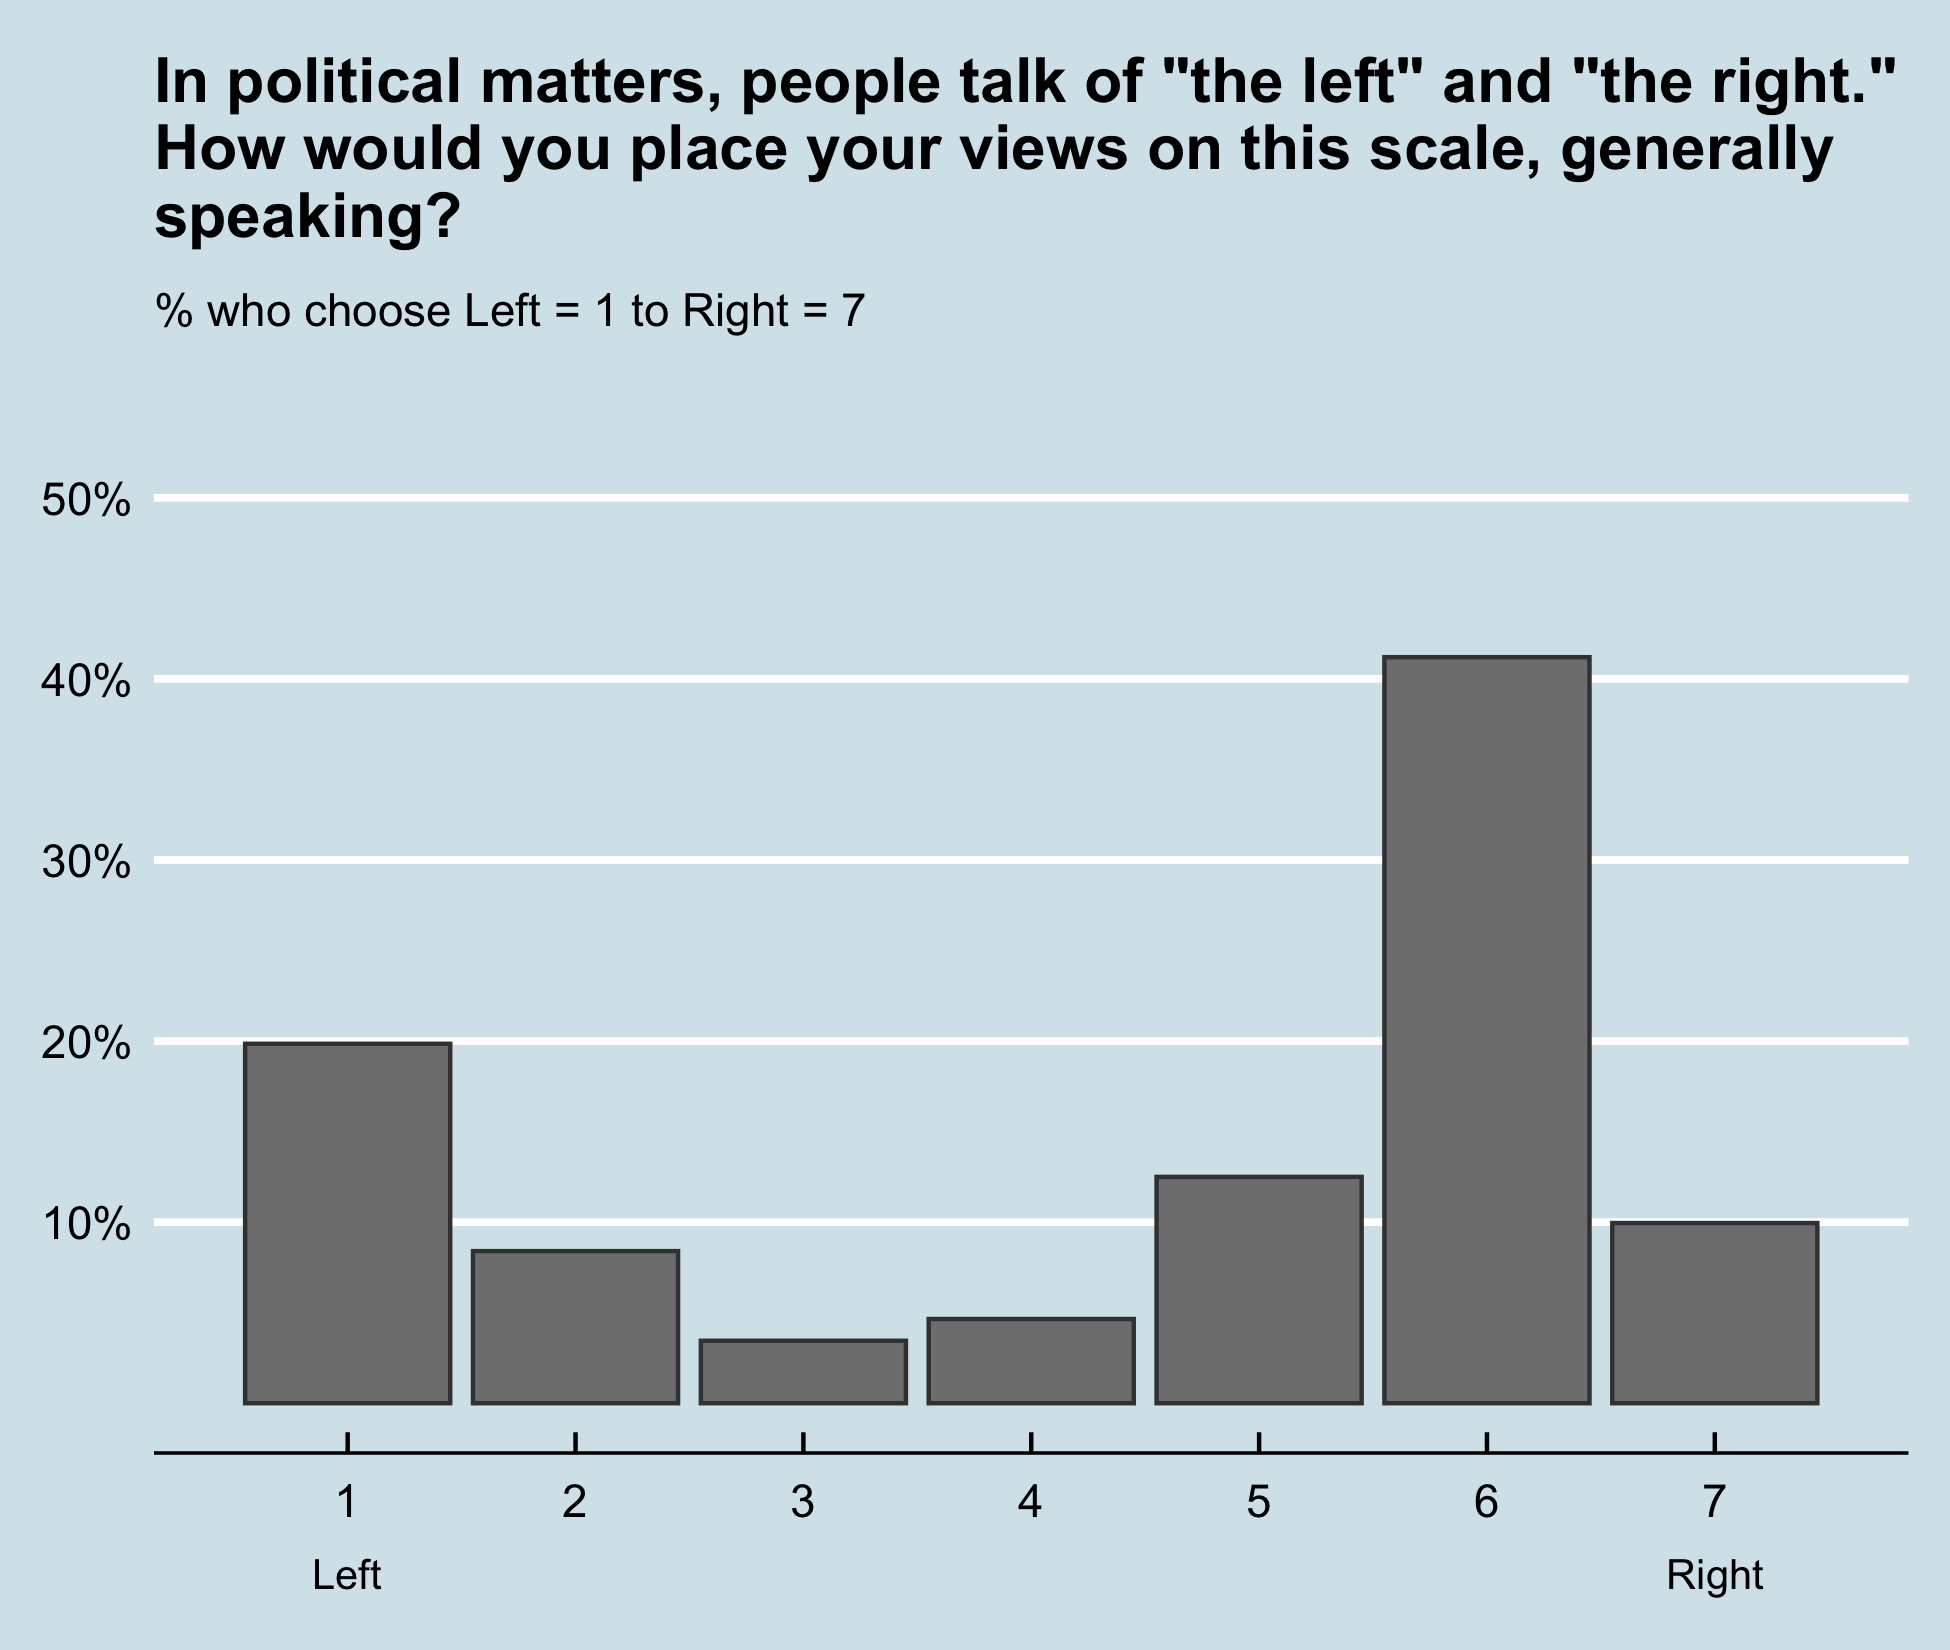 In political matters, people talk of "the left" and "the right."
How would you place your views on this scale, generally
speaking?
% who choose Left = 1 to Right = 7
50%
40%
30%
20%
10%
1 2 3 4 5 6 7
Left Right